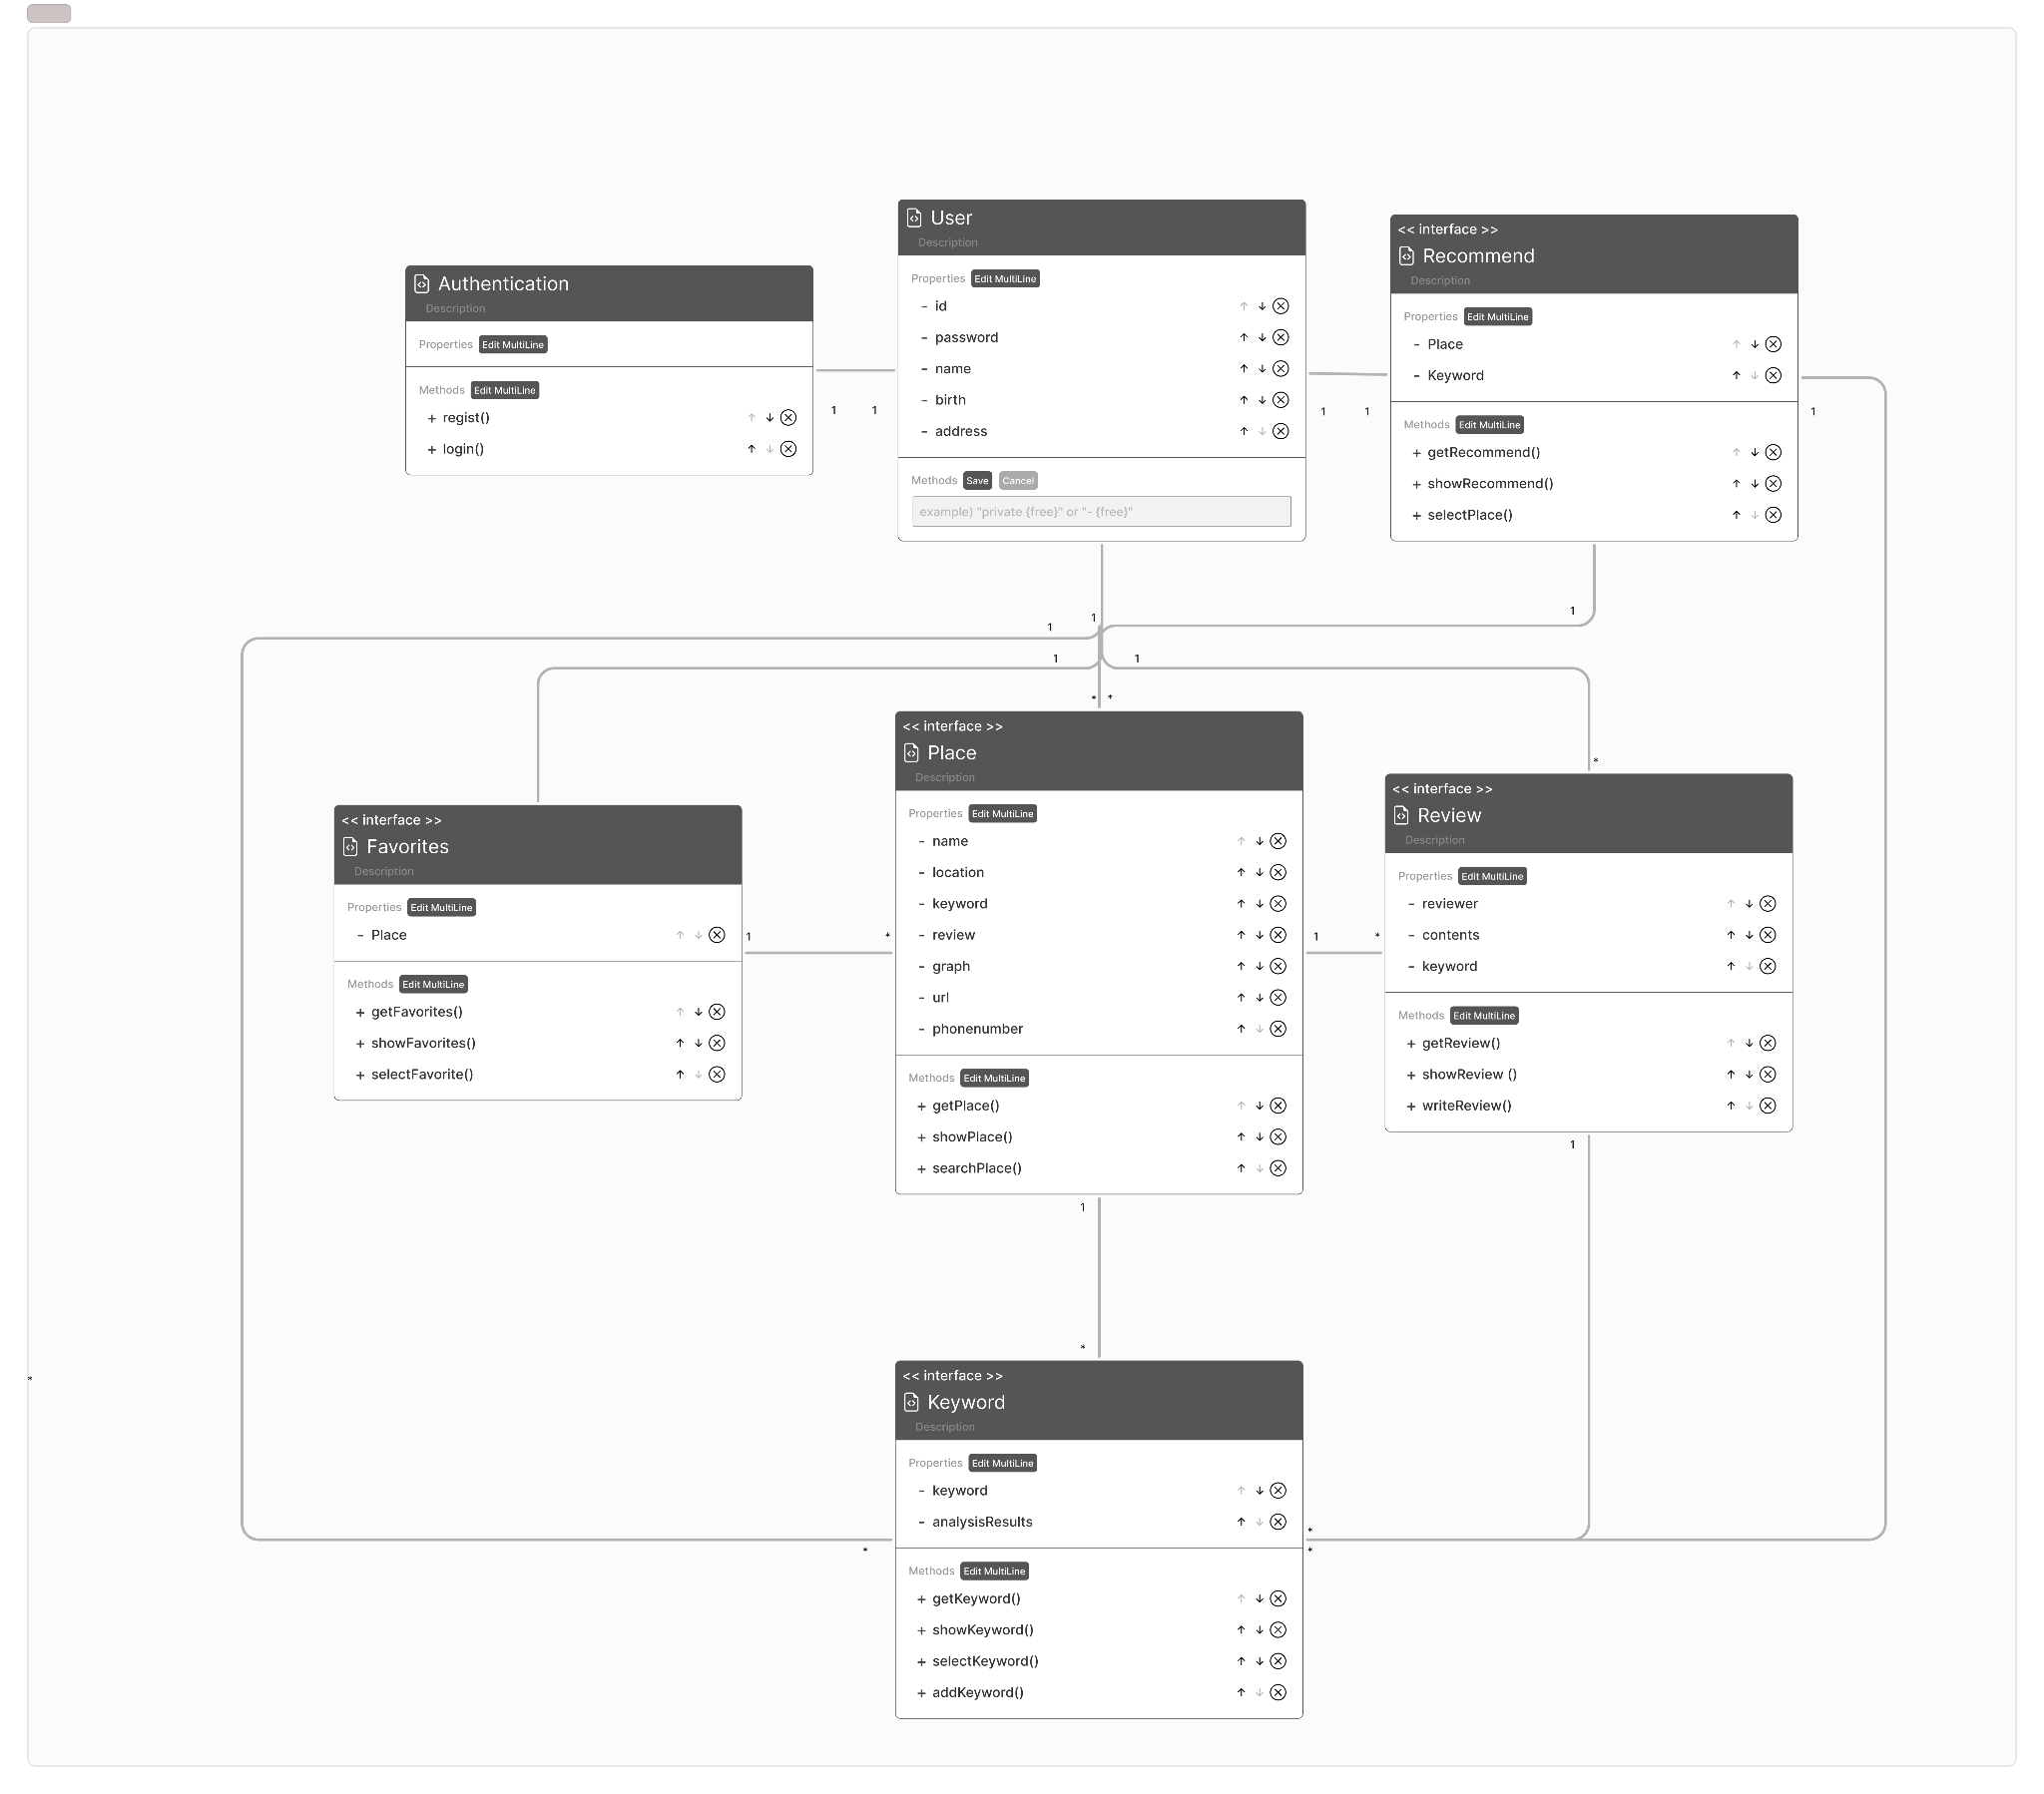 User
Description
Properties Edit MultiLine
- id
- password
- name
- birth
- address
Methods Save Cancel
example) "private {free}" or "- {free}"
<< interface >>
Recommend
Description
Properties Edit MultiLine
- Place
- Keyword
Methods Edit MultiLine
+ getRecommend()
+ showRecommend()
+ selectPlace()
Authentication
Description
Properties Edit MultiLine
Methods Edit MultiLine
+ regist()
+ login()
1 1
1 1
1
1
1
1
1
1
* *
*
<< interface >>
Place
Description
Properties Edit MultiLine
- name
- location
- keyword
- review
- graph
- url
- phonenumber
Methods Edit MultiLine
+ getPlace()
+ showPlace()
+ searchPlace()
<< interface >>
Review
Description
Properties Edit MultiLine
- reviewer
- contents
- keyword
Methods Edit MultiLine
+ getReview()
+ showReview ()
+ writeReview()
<< interface >>
Favorites
Description
Properties Edit MultiLine
- Place
Methods Edit MultiLine
+ getFavorites()
+ showFavorites()
+ selectFavorite()
1 *
1 *
1
1
*
*
<< interface >>
Keyword
Description
Properties Edit MultiLine
- keyword
- analysisResults
Methods Edit MultiLine
+ getKeyword()
+ showKeyword()
+ selectKeyword()
+ addKeyword()
*
*
*